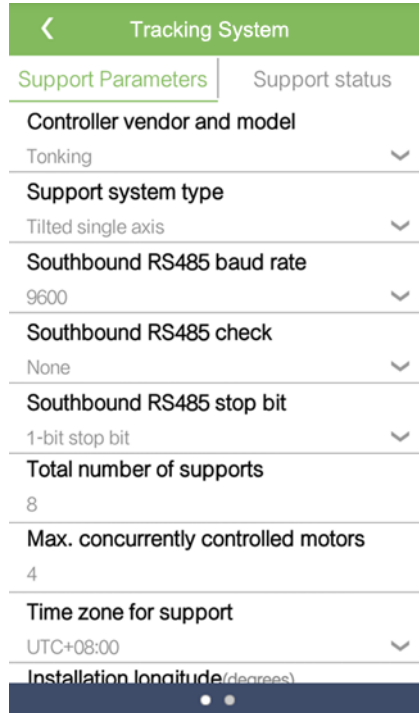 Tracking System
Support Parameters Support status
Controller vendor and model
Tonking
Support system type
Tilted single axis
Southbound RS485 baud rate
9600
Southbound RS485 check
None
Southbound RS485 stop bit
1-bit stop bit
Total number of supports
8
Max. concurrently controlled motors
4
Time zone for support
UTC+08:00
Installation longitude(degrees)